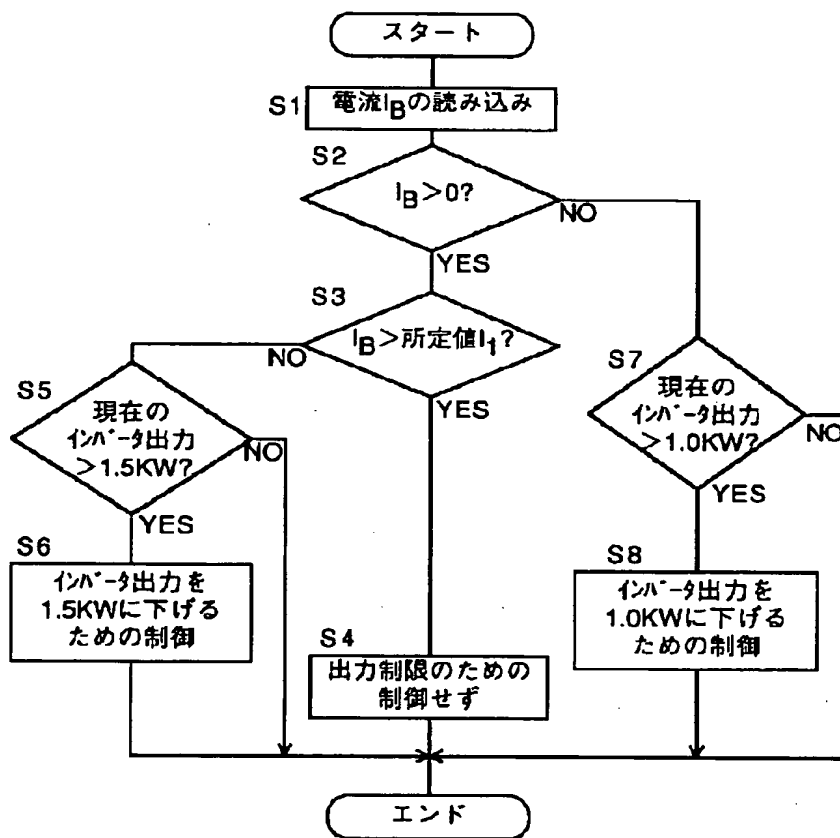 スタート
S1
電流IBの読み込み
S2
IB>0?
NO
YES
S3
IB>所定値I1?
NO
YES
S5
現在の
インバータ出力
>1.5KW?
NO
YES
S6
インバータ出力を
1.5KWに下げる
ための制御
S4
出力制限のための
制御せず
S7
現在の
インバータ出力
>1.0KW?
NO
YES
S8
インバータ出力を
1.0KWに下げる
ための制御
エンド